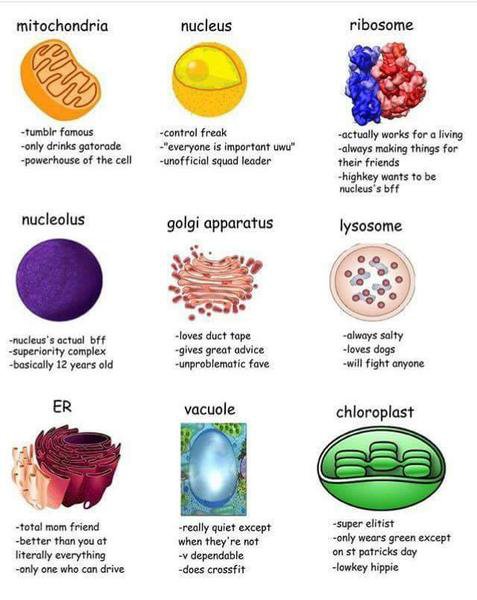 mitochondria
-tumblr famous
-only drinks gatorade
-powerhouse of the cell
nucleus
-control freak
-"everyone is important uwu"
-unofficial squad leader
ribosome
-actually works for a living
-always making things for
their friends
-highkey wants to be
nucleus's bff
nucleolus
-nucleus's actual bff
-superiority complex
-basically 12 years old
golgi apparatus
-loves duct tape
-gives great advice
-unproblematic fave
lysosome
-always salty
-loves dogs
-will fight anyone
ER
-total mom friend
-better than you at
literally everything
-only one who can drive
vacuole
-really quiet except
when they're not
-v dependable
-does crossfit
chloroplast
-super elitist
-only wears green except
on st patricks day
-lowkey hippie